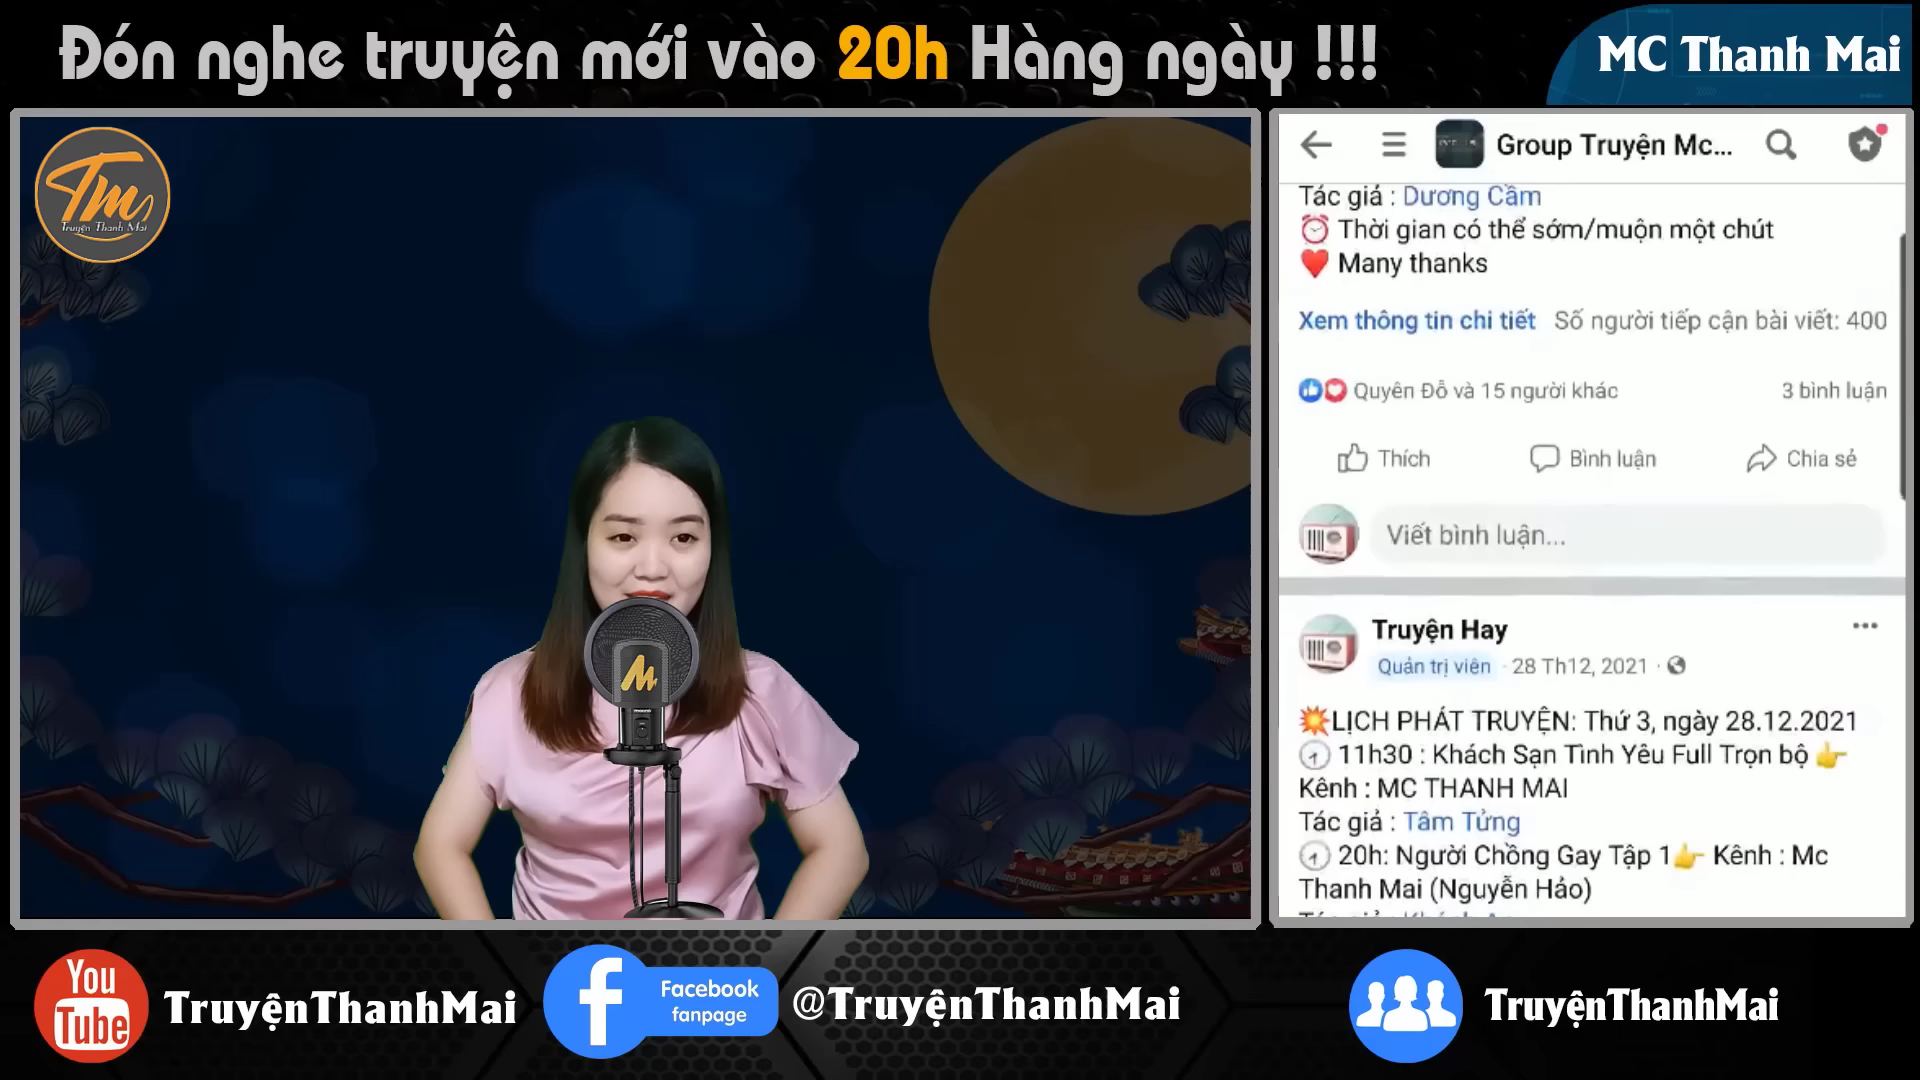 Đón nghe truyện mới vào 20h Hàng ngày !!!
MC Thanh Mai
Tm
Truyện Thanh Mai
M
Group Truyện Mc...
Tác giả : Dương Cầm
⏰ Thời gian có thể sớm/muộn một chút
❤️ Many thanks
Xem thông tin chi tiết Số người tiếp cận bài viết: 400
Quyên Đỗ và 15 người khác 3 bình luận
Thích Bình luận Chia sẻ
Viết bình luận...
Truyện Hay
Quản trị viên · 28 Th12, 2021 ·
💥LỊCH PHÁT TRUYỆN: Thứ 3, ngày 28.12.2021
🕢 11h30 : Khách Sạn Tình Yêu Full Trọn bộ 👉
Kênh : MC THANH MAI
Tác giả : Tâm Tửng
🕢 20h: Người Chồng Gay Tập 1👉 Kênh : Mc
Thanh Mai (Nguyễn Hảo)
You
Tube
TruyệnThanhMai
f
Facebook
fanpage
@TruyệnThanhMai
TruyệnThanhMai